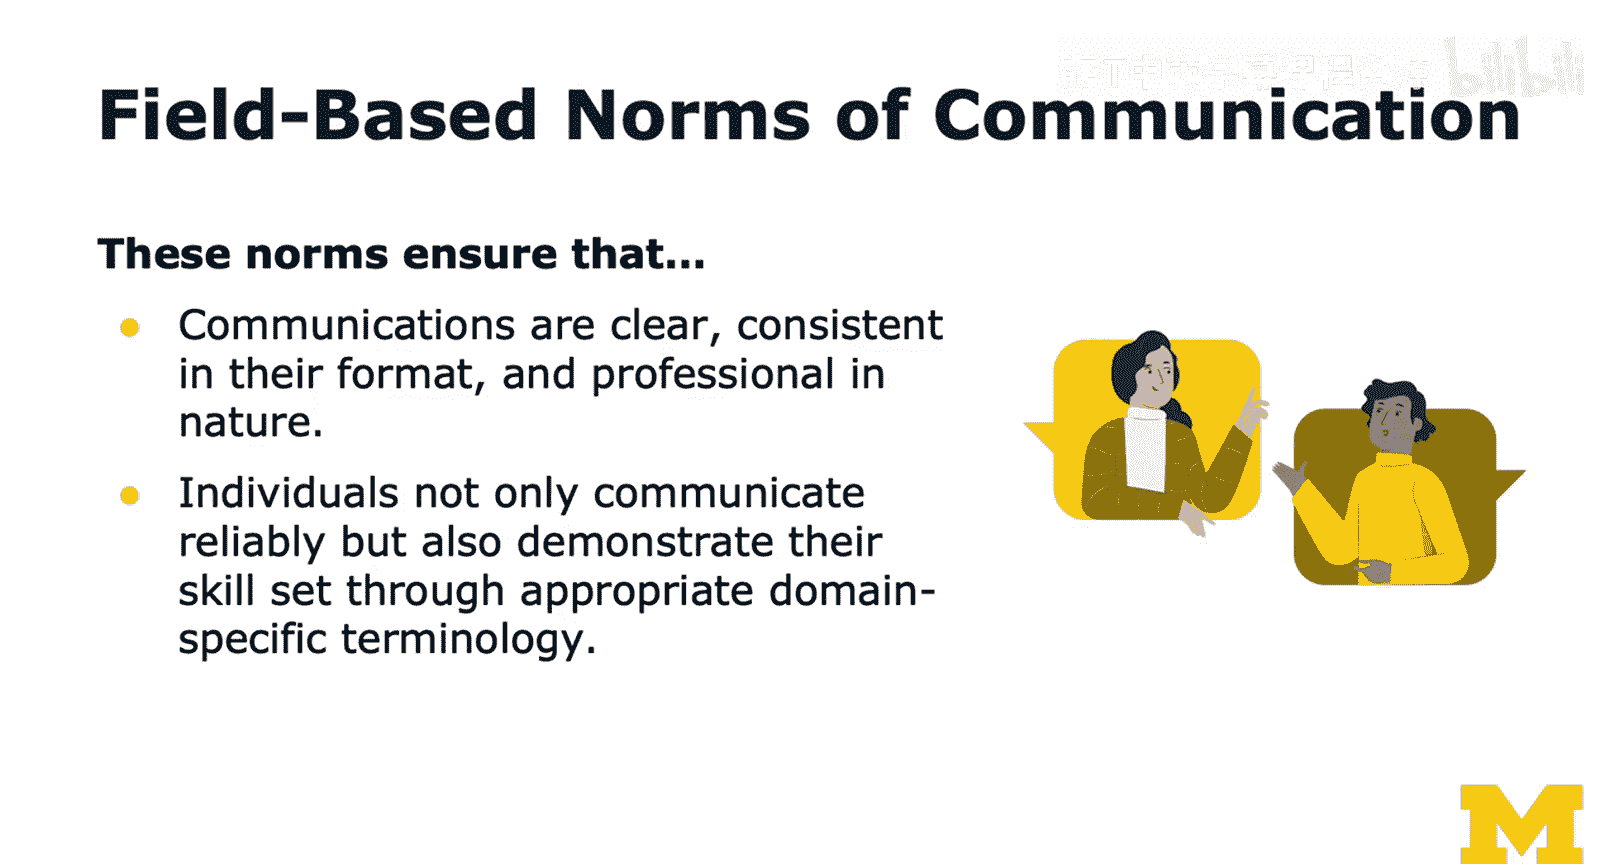 bilibili
Field-Based Norms of Communication
These norms ensure that...
Communications are clear, consistent
in their format, and professional in
nature.
Individuals not only communicate
reliably but also demonstrate their
skill set through appropriate domain-
specific terminology.
M